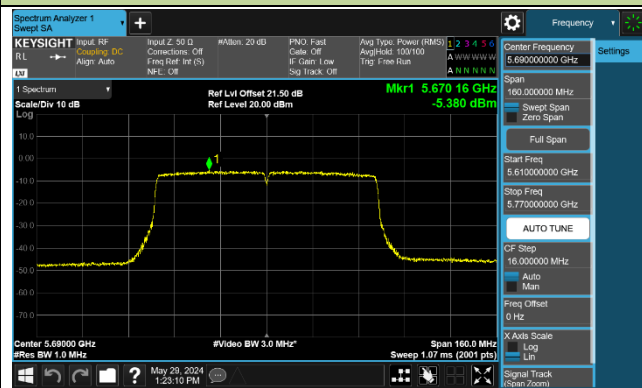 Spectrum Analyzer 1
Swept SA
Frequency
KEYSIGHT
RL
LXI
Input: RF
Coupling: DC
Align: Auto
Input Z: 50 Ω
Corrections: Off
Freq Ref: Int (S)
NFE: Off
#Atten: 20 dB
PNO: Fast
Gate: Off
IF Gain: Low
Sig Track: Off
Avg Type: Power (RMS)
Avg|Hold: 100/100
Trig: Free Run
1 2 3 4 5 6
A W W W W W
A N N N N N
1 Spectrum
Scale/Div 10 dB
Log
Ref Lvl Offset 21.50 dB
Ref Level 20.00 dBm
Mkr1 5.670 16 GHz
-5.380 dBm
10.0
0.00
-10.0
-20.0
-30.0
-40.0
-50.0
-60.0
-70.0
1
Center 5.69000 GHz
#Res BW 1.0 MHz
#Video BW 3.0 MHz*
Span 160.0 MHz
Sweep 1.07 ms (2001 pts)
May 29, 2024
1:23:10 PM
Center Frequency
5.690000000 GHz
Span
160.000000 MHz
Swept Span
Zero Span
Full Span
Start Freq
5.610000000 GHz
Stop Freq
5.770000000 GHz
AUTO TUNE
CF Step
16.000000 MHz
Auto
Man
Freq Offset
0 Hz
X Axis Scale
Log
Lin
Signal Track
(Span Zoom)
Settings